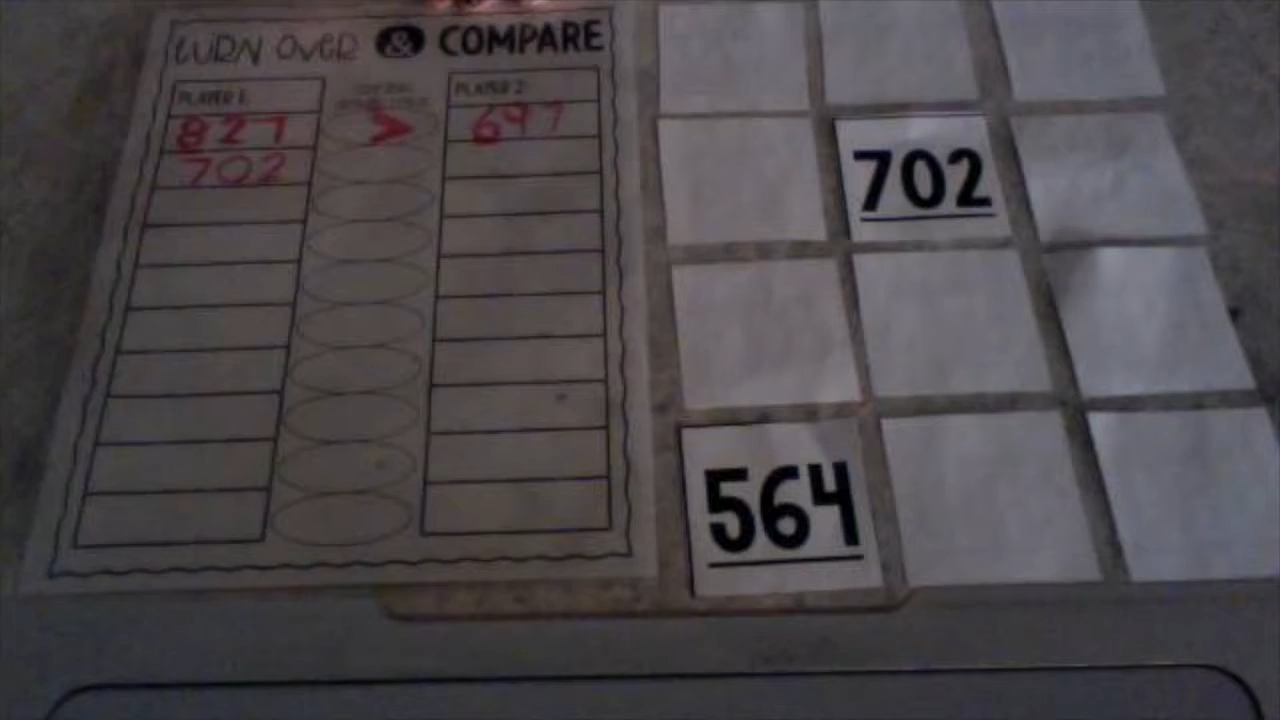 TURN OVER & COMPARE
PLAYER 1:
PLAYER 2:
827 > 697
702
702
564